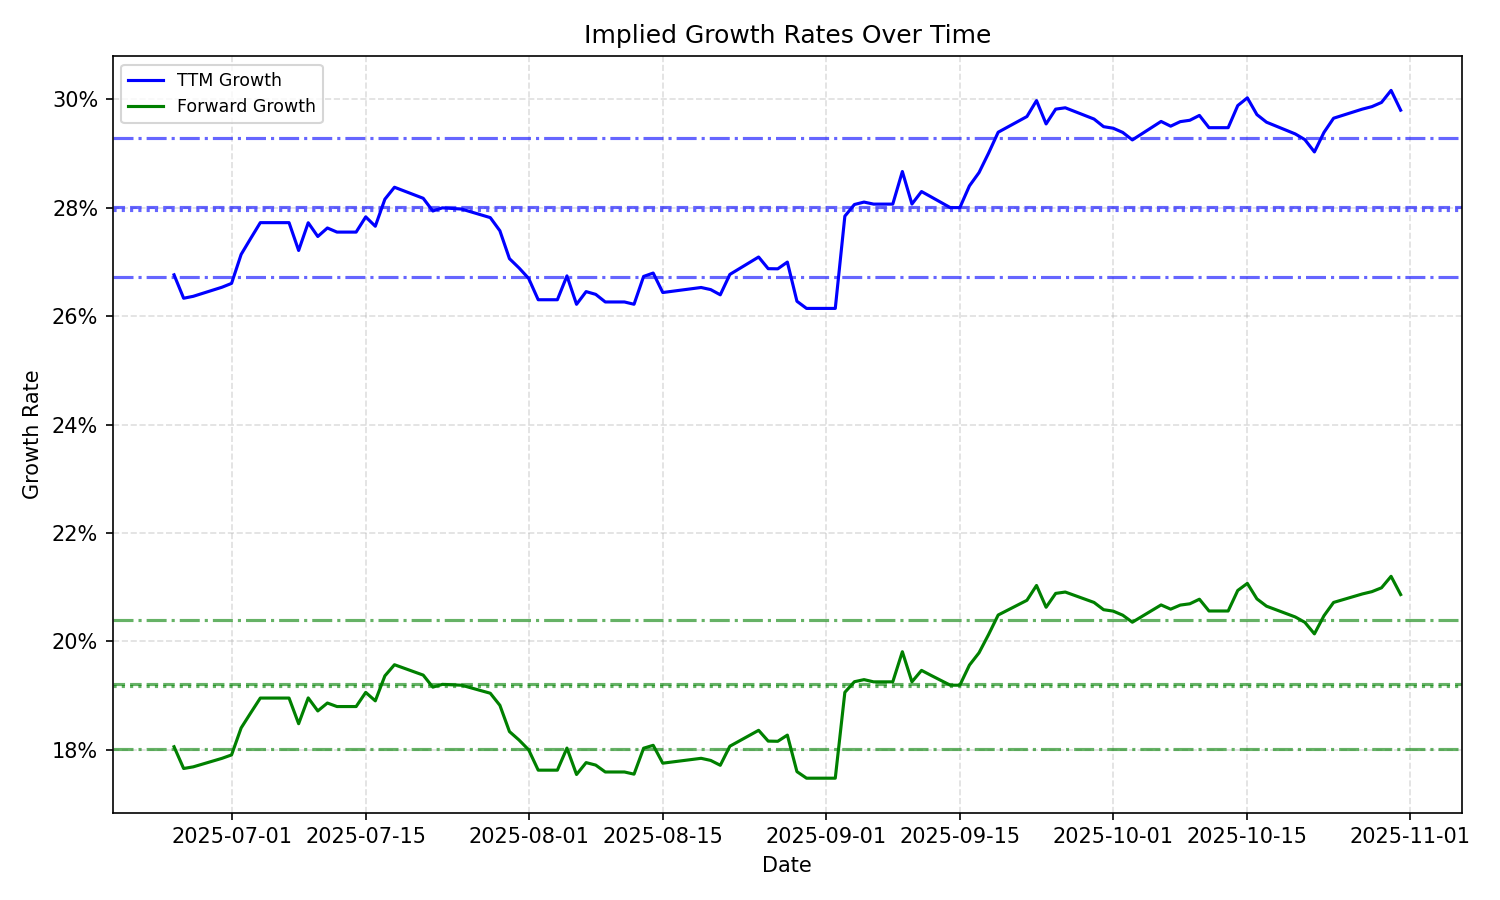 Implied Growth Rates Over Time
TTM Growth
Forward Growth
30%
28%
26%
24%
22%
20%
18%
Growth Rate
2025-07-01 2025-07-15 2025-08-01 2025-08-15 2025-09-01 2025-09-15 2025-10-01 2025-10-15 2025-11-01
Date